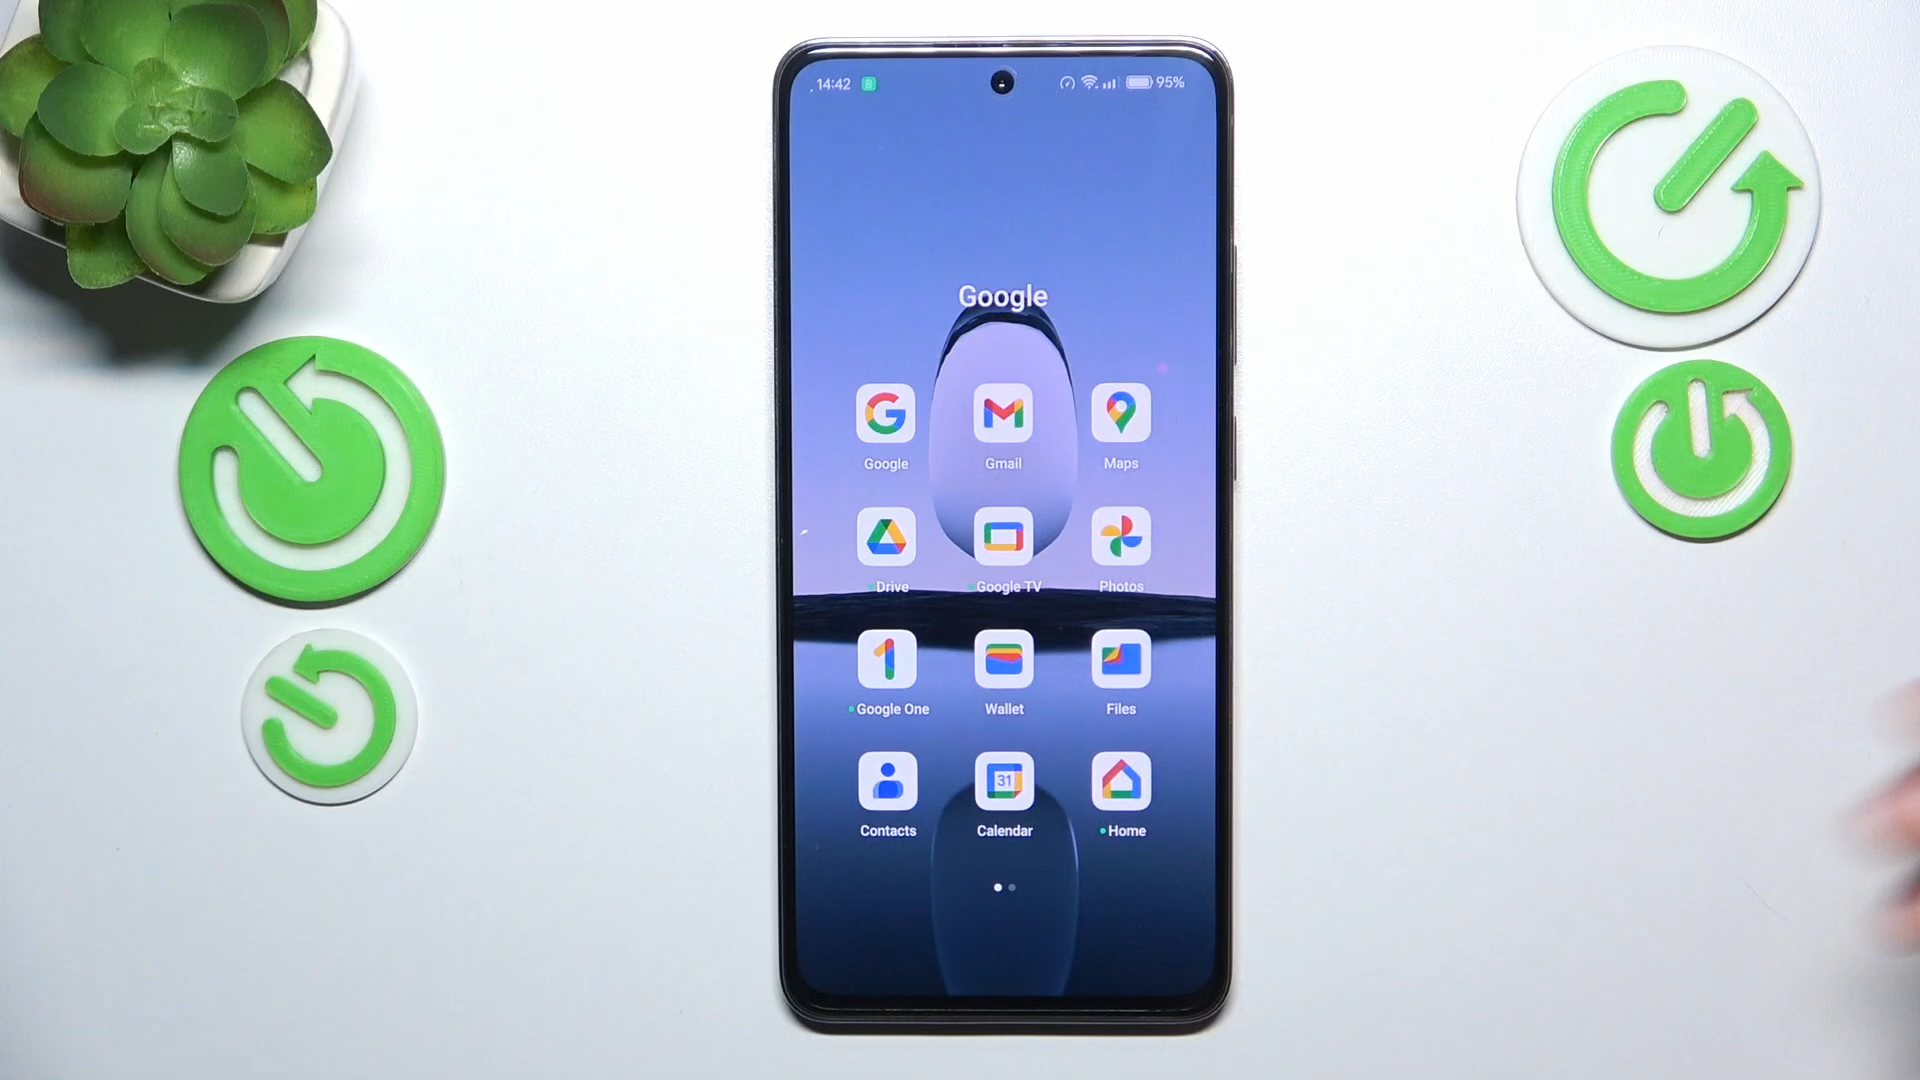 14:42 95%
Google
Google Gmail Maps
Drive Google TV Photos
Google One Wallet Files
31
Contacts Calendar Home